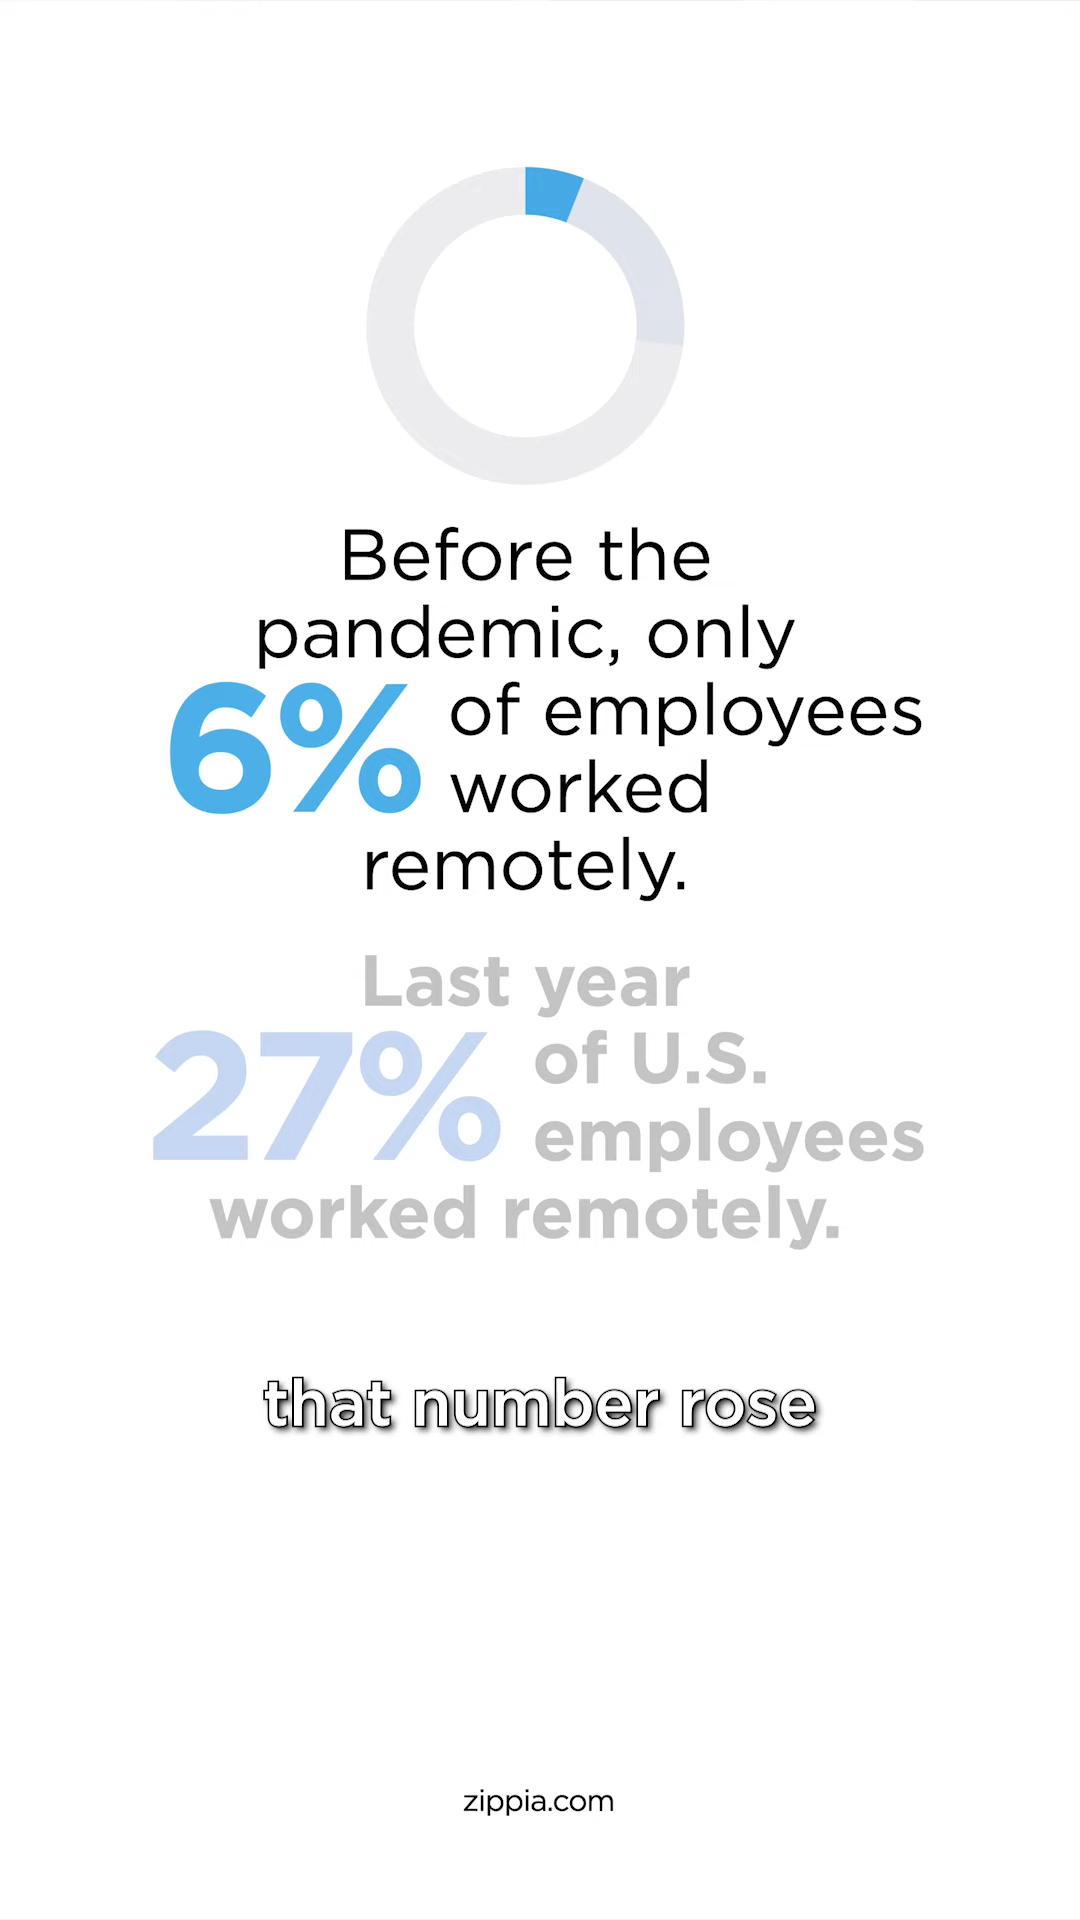 Before the
pandemic, only
6% of employees
worked
remotely.
Last year
27% of U.S.
employees
worked remotely.
that number rose
zippia.com